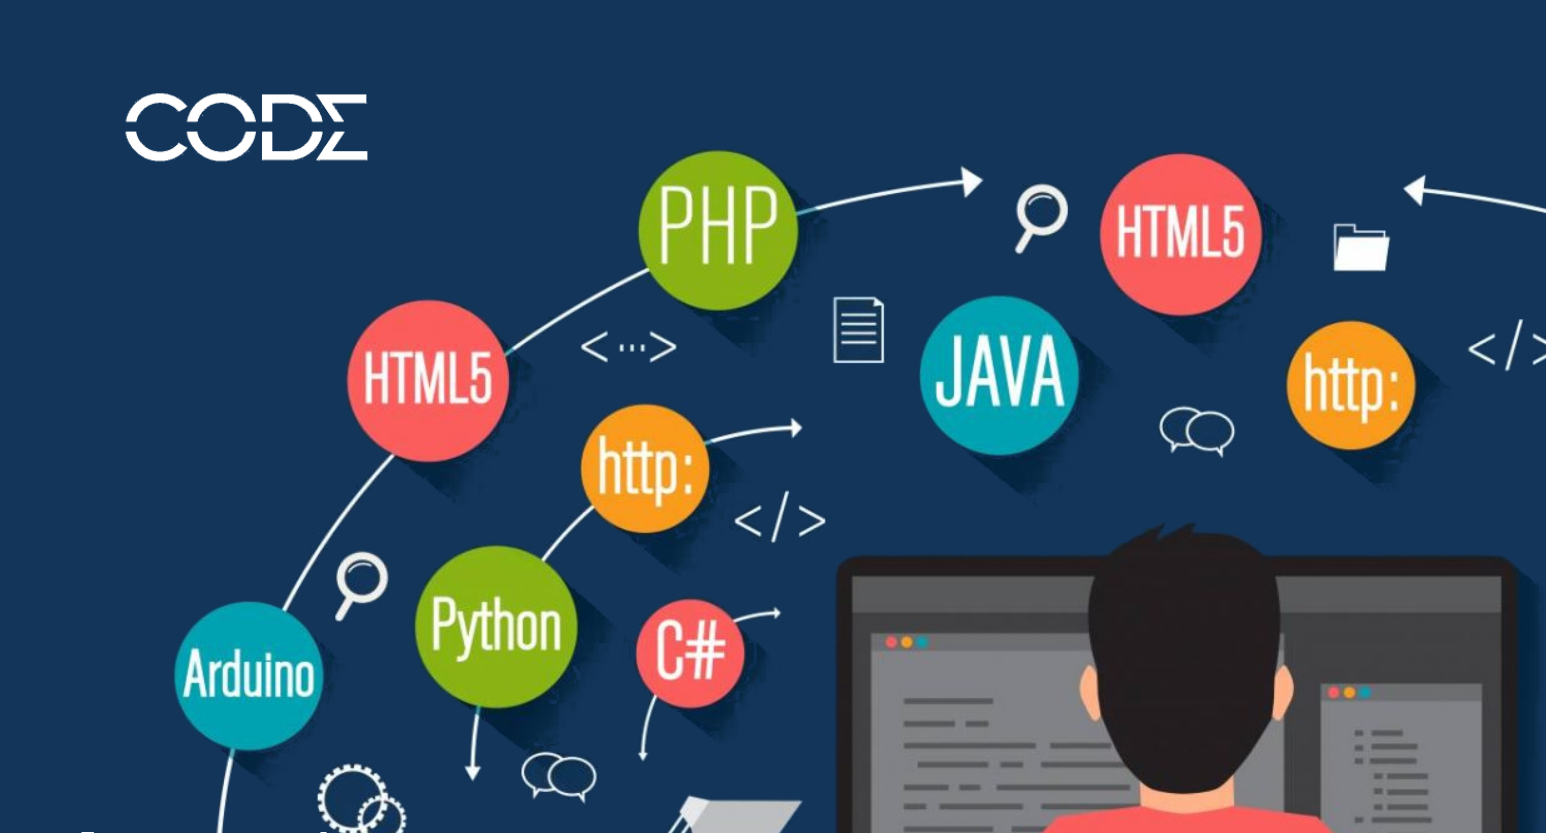 CODE
PHP
HTML5
HTML5
<...>
JAVA
http:
</>
http:
</>
Python
C#
Arduino
</>